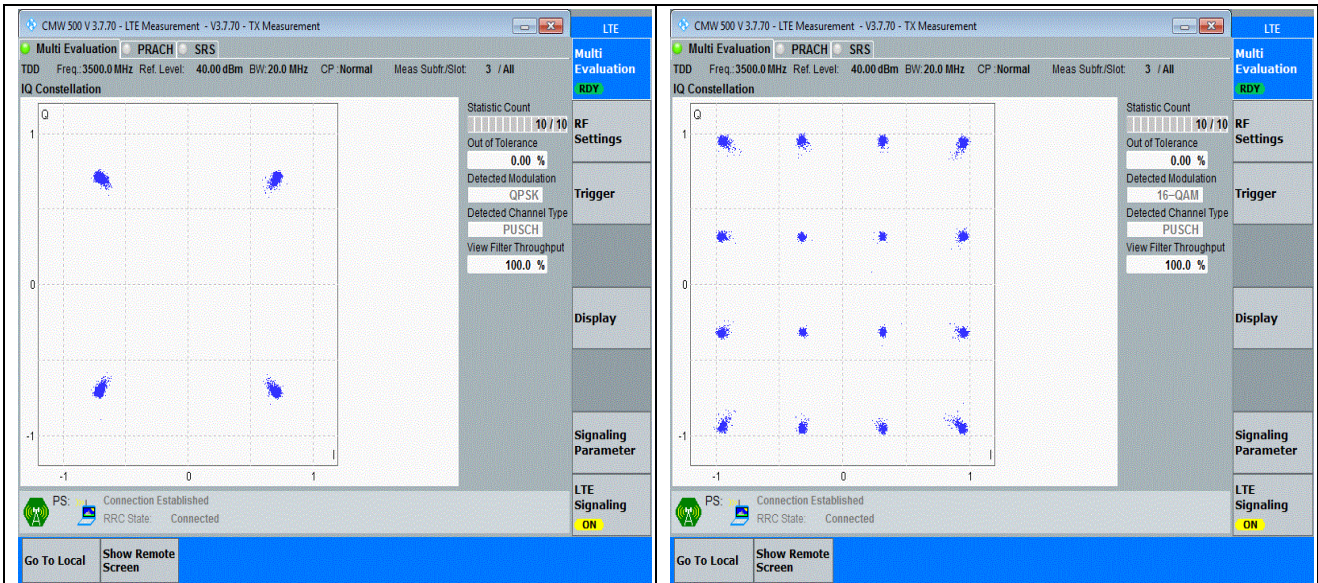 CMW 500 V 3.7.70 - LTE Measurement - V3.7.70 - TX Measurement
LTE
Multi Evaluation PRACH SRS
Multi
Evaluation
RDY
TDD Freq.:3500.0 MHz Ref. Level: 40.00 dBm BW:20.0 MHz CP :Normal Meas Subfr./Slot: 3 / All
IQ Constellation
Q
1
0
-1
I
-1 0 1
Statistic Count
10 / 10
Out of Tolerance
0.00 %
Detected Modulation
QPSK
Detected Channel Type
PUSCH
View Filter Throughput
100.0 %
RF
Settings
Trigger
Display
Signaling
Parameter
LTE
Signaling
ON
PS: Connection Established
RRC State: Connected
Go To Local
Show Remote
Screen
CMW 500 V 3.7.70 - LTE Measurement - V3.7.70 - TX Measurement
LTE
Multi Evaluation PRACH SRS
Multi
Evaluation
RDY
TDD Freq.:3500.0 MHz Ref. Level: 40.00 dBm BW:20.0 MHz CP :Normal Meas Subfr./Slot: 3 / All
IQ Constellation
Q
1
0
-1
I
-1 0 1
Statistic Count
10 / 10
Out of Tolerance
0.00 %
Detected Modulation
16-QAM
Detected Channel Type
PUSCH
View Filter Throughput
100.0 %
RF
Settings
Trigger
Display
Signaling
Parameter
LTE
Signaling
ON
PS: Connection Established
RRC State: Connected
Go To Local
Show Remote
Screen